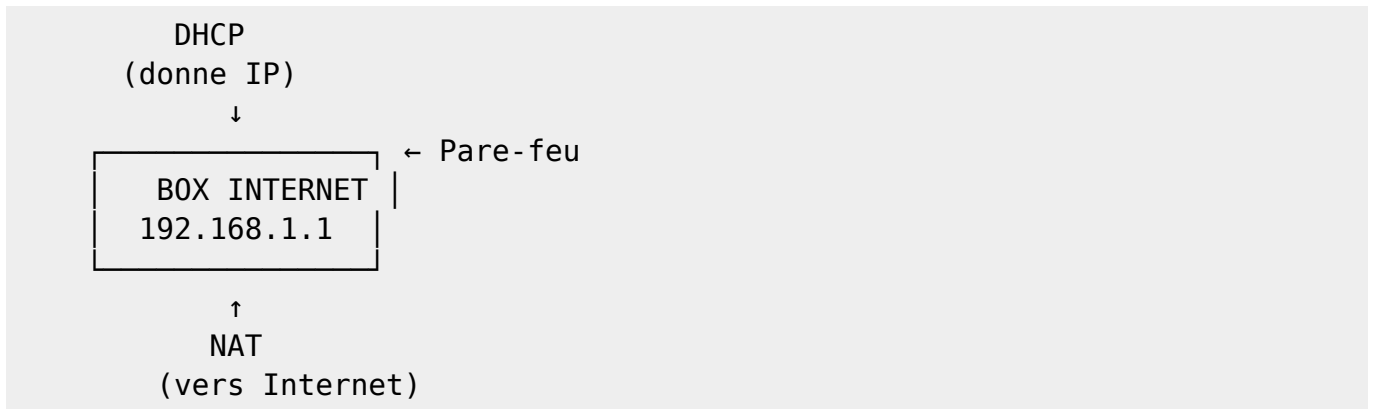 DHCP
(donne IP)
↓
┌────────────────┐ ← Pare-feu
│   BOX INTERNET │
│  192.168.1.1  │
└────────────────┘
↑
NAT
(vers Internet)